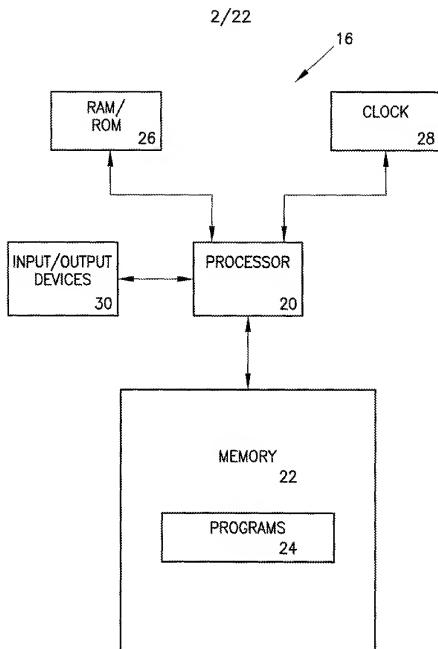 2/22
16
RAM/
ROM
26
CLOCK
28
INPUT/OUTPUT
DEVICES
30
PROCESSOR
20
MEMORY
22
PROGRAMS
24